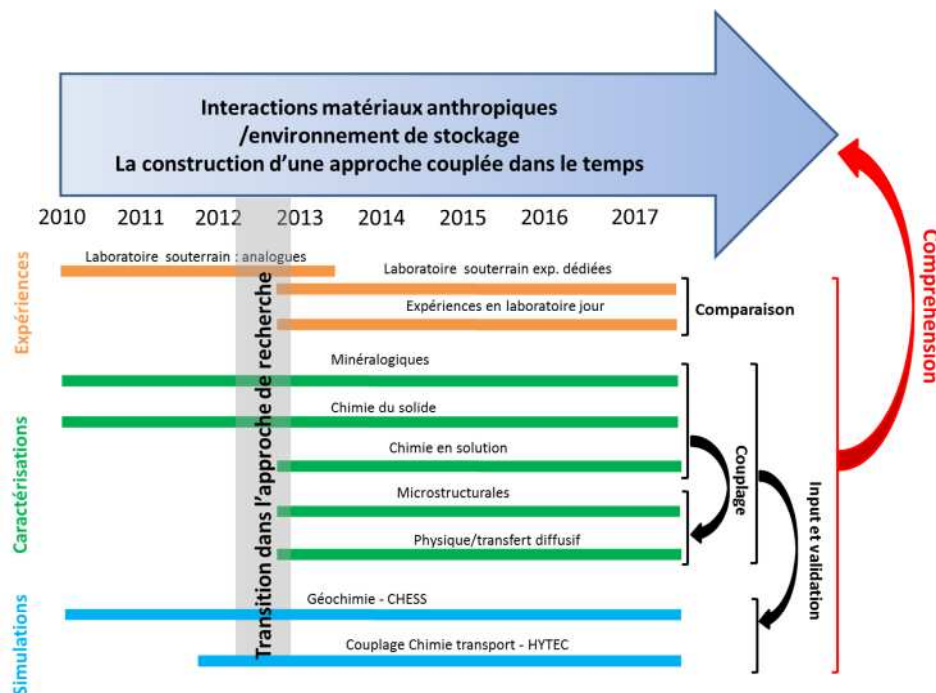 Interactions matériaux anthropiques
/environnement de stockage
La construction d'une approche couplée dans le temps
2010 2011 2012 2013 2014 2015 2016 2017
Expériences
Laboratoire souterrain : analogues
Laboratoire souterrain exp. dédiées
Expériences en laboratoire jour
Comparaison
Caractérisations
Minéralogiques
Chimie du solide
Chimie en solution
Microstructurales
Physique/transfert diffusif
Couplage
Simulations
Géochimie - CHESS
Couplage Chimie transport - HYTEC
Transition dans l'approche de recherche
Input et validation
Comprehension